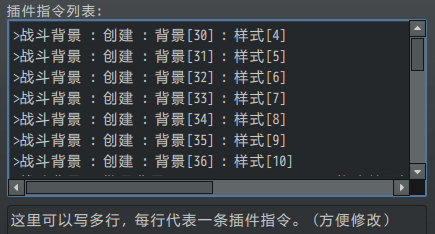 插件指令列表:
>战斗背景 : 创建 : 背景[30] : 样式[4]
>战斗背景 : 创建 : 背景[31] : 样式[5]
>战斗背景 : 创建 : 背景[32] : 样式[6]
>战斗背景 : 创建 : 背景[33] : 样式[7]
>战斗背景 : 创建 : 背景[34] : 样式[8]
>战斗背景 : 创建 : 背景[35] : 样式[9]
>战斗背景 : 创建 : 背景[36] : 样式[10]
这里可以写多行，每行代表一条插件指令。(方便修改)